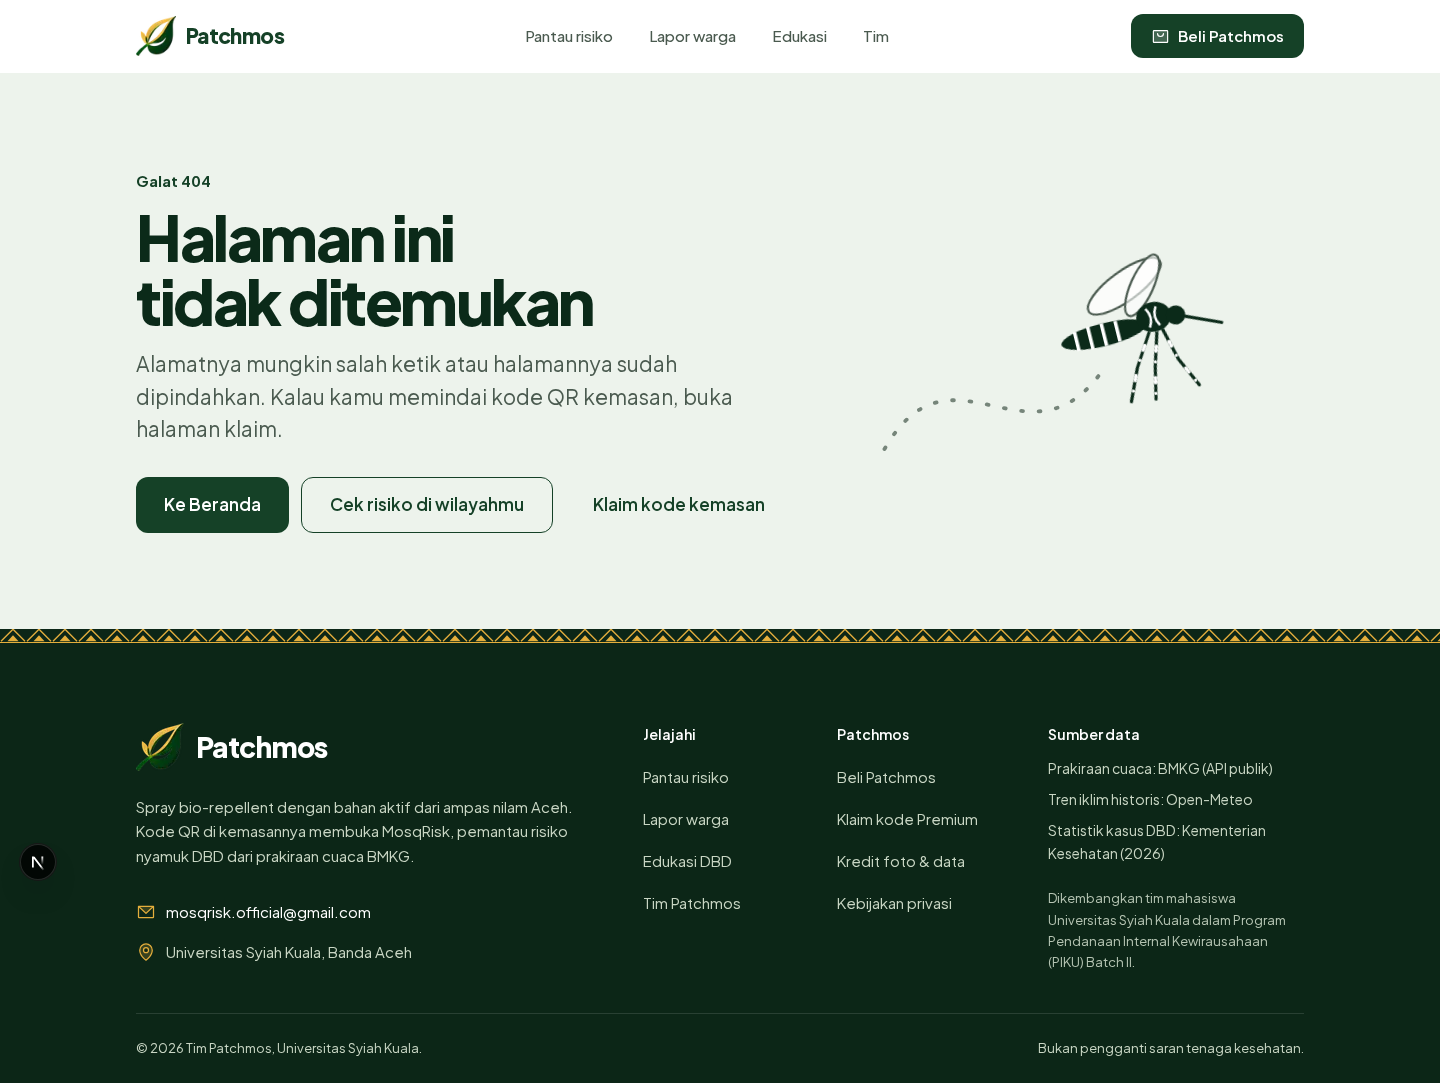 Patchmos
Pantau risiko
Lapor warga
Edukasi
Tim
Beli Patchmos
Galat 404
Halaman ini
tidak ditemukan
Alamatnya mungkin salah ketik atau halamannya sudah
dipindahkan. Kalau kamu memindai kode QR kemasan, buka
halaman klaim.
Ke Beranda
Cek risiko di wilayahmu
Klaim kode kemasan
Patchmos
Spray bio-repellent dengan bahan aktif dari ampas nilam Aceh.
Kode QR di kemasannya membuka MosqRisk, pemantau risiko
nyamuk DBD dari prakiraan cuaca BMKG.
mosqrisk.official@gmail.com
Universitas Syiah Kuala, Banda Aceh
Jelajahi
Pantau risiko
Lapor warga
Edukasi DBD
Tim Patchmos
Patchmos
Beli Patchmos
Klaim kode Premium
Kredit foto & data
Kebijakan privasi
Sumber data
Prakiraan cuaca: BMKG (API publik)
Tren iklim historis: Open-Meteo
Statistik kasus DBD: Kementerian
Kesehatan (2026)
Dikembangkan tim mahasiswa
Universitas Syiah Kuala dalam Program
Pendanaan Internal Kewirausahaan
(PIKU) Batch II.
© 2026 Tim Patchmos, Universitas Syiah Kuala.
Bukan pengganti saran tenaga kesehatan.
N